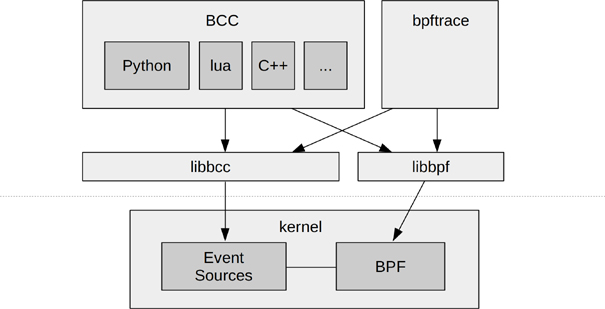 BCC
bpftrace
Python
lua
C++
...
libbcc
libbpf
kernel
Event
Sources
BPF